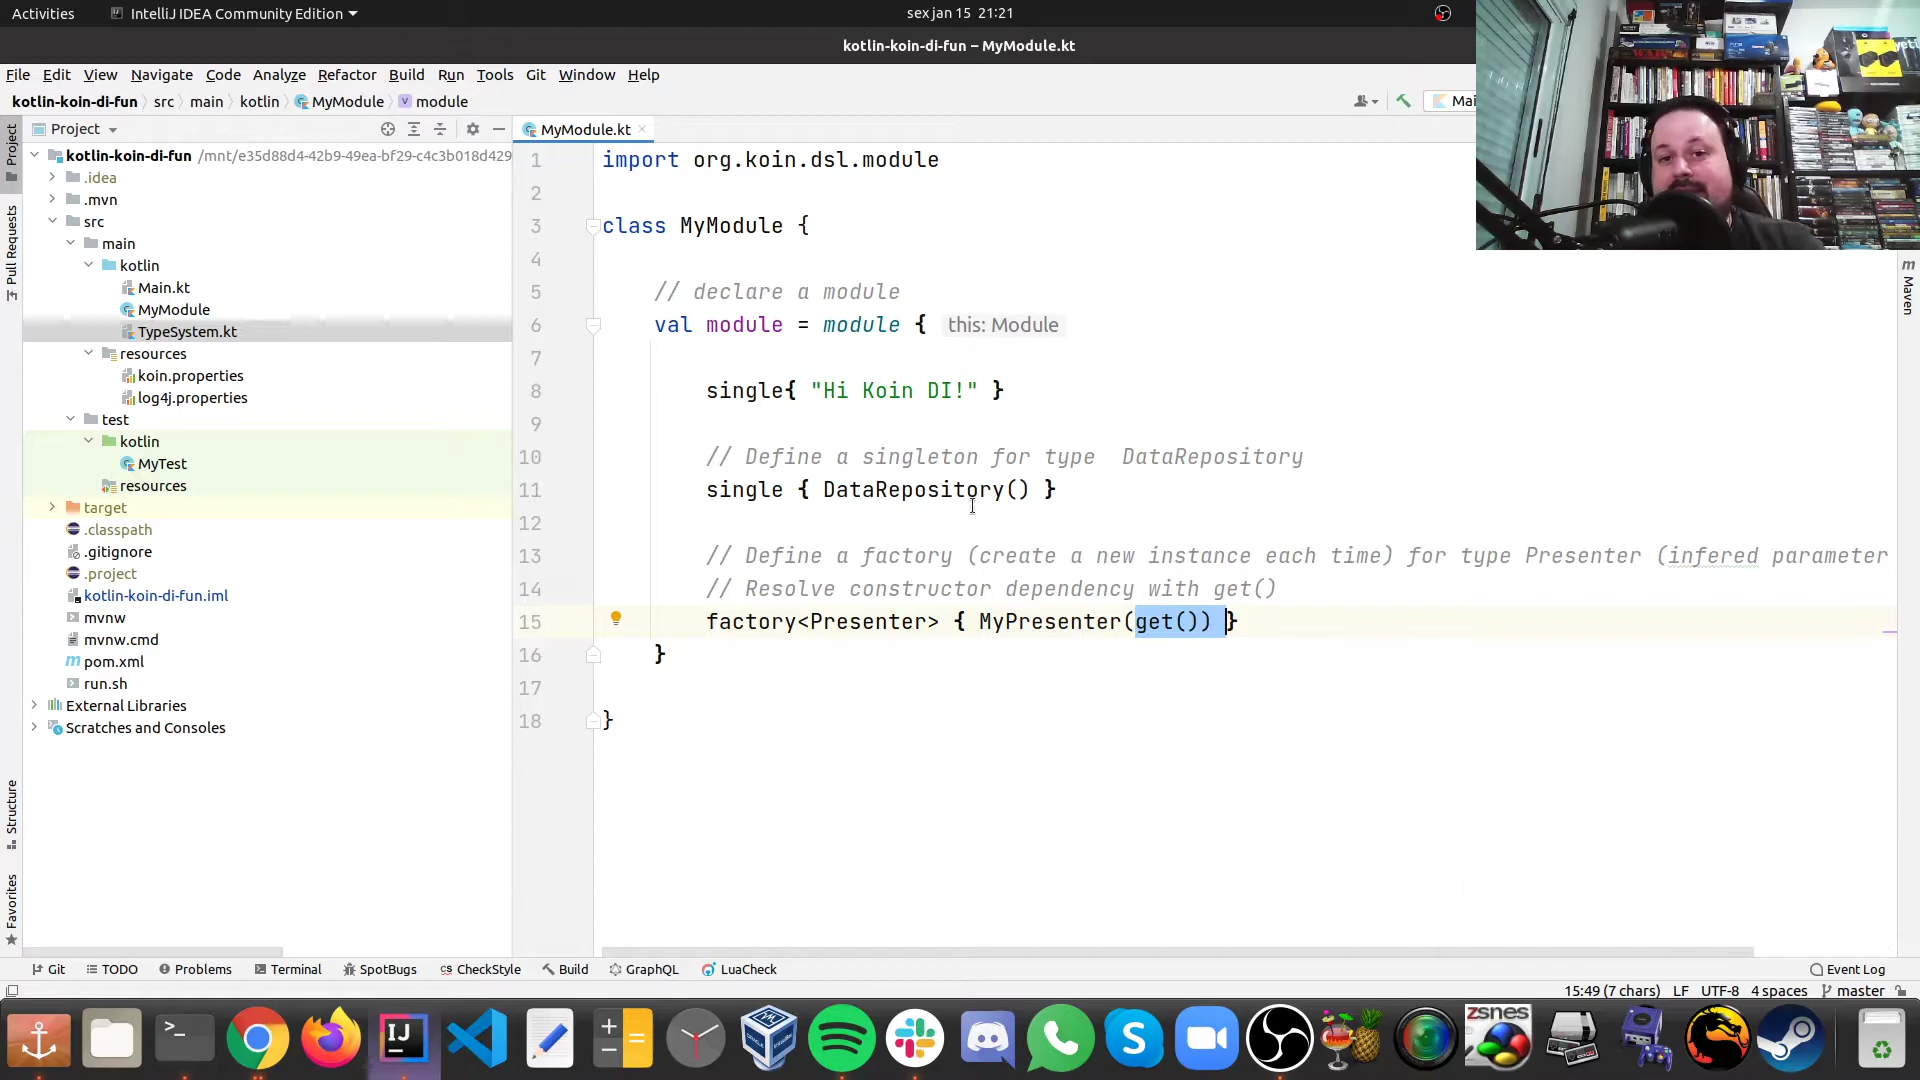 Activities
IntelliJ IDEA Community Edition
sex jan 15 21:21
kotlin-koin-di-fun – MyModule.kt
File Edit View Navigate Code Analyze Refactor Build Run Tools Git Window Help
kotlin-koin-di-fun src main kotlin MyModule module
Project
MyModule.kt
Project
Pull Requests
Structure
Favorites
Maven
kotlin-koin-di-fun /mnt/e35d88d4-42b9-49ea-bf29-c4c3b018d429
.idea
.mvn
src
main
kotlin
Main.kt
MyModule
TypeSystem.kt
resources
koin.properties
log4j.properties
test
kotlin
MyTest
resources
target
.classpath
.gitignore
.project
kotlin-koin-di-fun.iml
mvnw
mvnw.cmd
pom.xml
run.sh
External Libraries
Scratches and Consoles
1 import org.koin.dsl.module
2
3 class MyModule {
4
5 // declare a module
6 val module = module { this: Module
7
8 single{ "Hi Koin DI!" }
9
10 // Define a singleton for type  DataRepository
11 single { DataRepository() }
12
13 // Define a factory (create a new instance each time) for type Presenter (infered parameter
14 // Resolve constructor dependency with get()
15 factory<Presenter> { MyPresenter(get()) }
16 }
17
18 }
Git TODO Problems Terminal SpotBugs CheckStyle Build GraphQL LuaCheck Event Log
15:49 (7 chars) LF UTF-8 4 spaces master
ZSNES